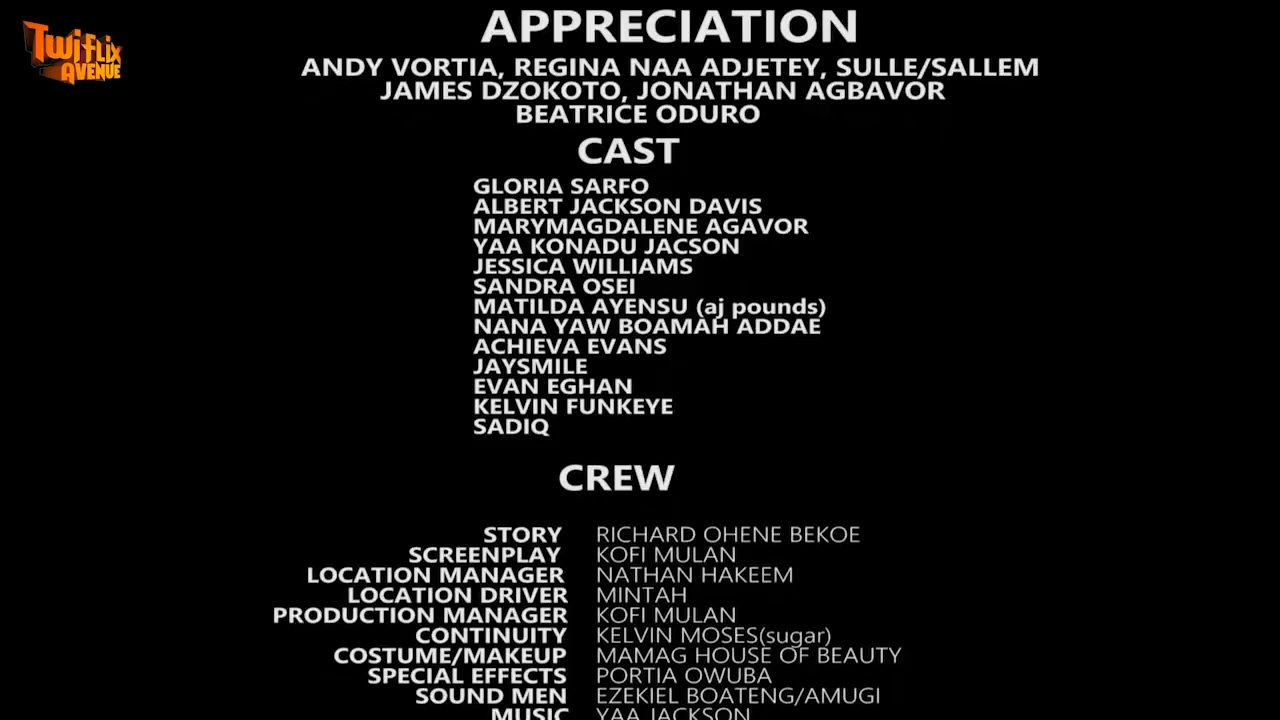 APPRECIATION
TWIFLIX
AVENUE
ANDY VORTIA, REGINA NAA ADJETEY, SULLE/SALLEM
JAMES DZOKOTO, JONATHAN AGBAVOR
BEATRICE ODURO
CAST
GLORIA SARFO
ALBERT JACKSON DAVIS
MARYMAGDALENE AGAVOR
YAA KONADU JACSON
JESSICA WILLIAMS
SANDRA OSEI
MATILDA AYENSU (aj pounds)
NANA YAW BOAMAH ADDAE
ACHIEVA EVANS
JAYSMILE
EVAN EGHAN
KELVIN FUNKEYE
SADIQ
CREW
STORY RICHARD OHENE BEKOE
SCREENPLAY KOFI MULAN
LOCATION MANAGER NATHAN HAKEEM
LOCATION DRIVER MINTAH
PRODUCTION MANAGER KOFI MULAN
CONTINUITY KELVIN MOSES(sugar)
COSTUME/MAKEUP MAMAG HOUSE OF BEAUTY
SPECIAL EFFECTS PORTIA OWUBA
SOUND MEN EZEKIEL BOATENG/AMUGI
MUSIC YAA JACKSON